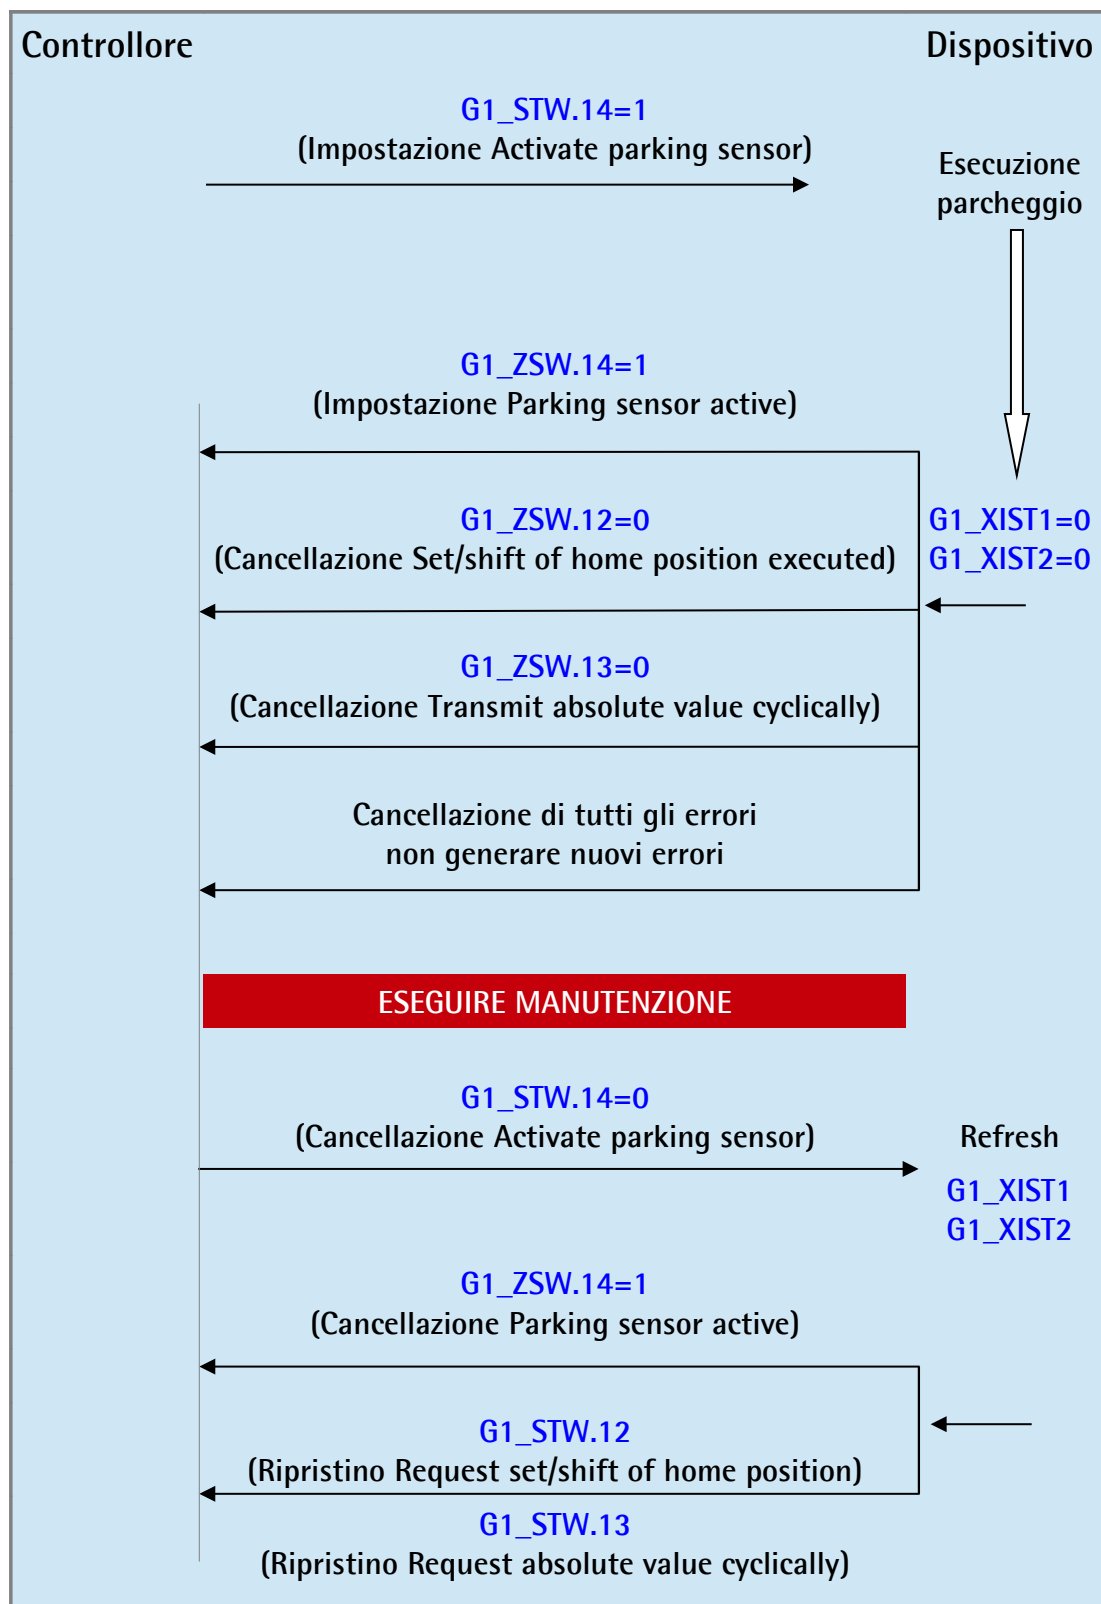 Controllore
Dispositivo
G1_STW.14=1
(Impostazione Activate parking sensor)
Esecuzione
parcheggio
G1_ZSW.14=1
(Impostazione Parking sensor active)
G1_ZSW.12=0
(Cancellazione Set/shift of home position executed)
G1_XIST1=0
G1_XIST2=0
G1_ZSW.13=0
(Cancellazione Transmit absolute value cyclically)
Cancellazione di tutti gli errori
non generare nuovi errori
ESEGUIRE MANUTENZIONE
G1_STW.14=0
(Cancellazione Activate parking sensor)
Refresh
G1_XIST1
G1_XIST2
G1_ZSW.14=1
(Cancellazione Parking sensor active)
G1_STW.12
(Ripristino Request set/shift of home position)
G1_STW.13
(Ripristino Request absolute value cyclically)